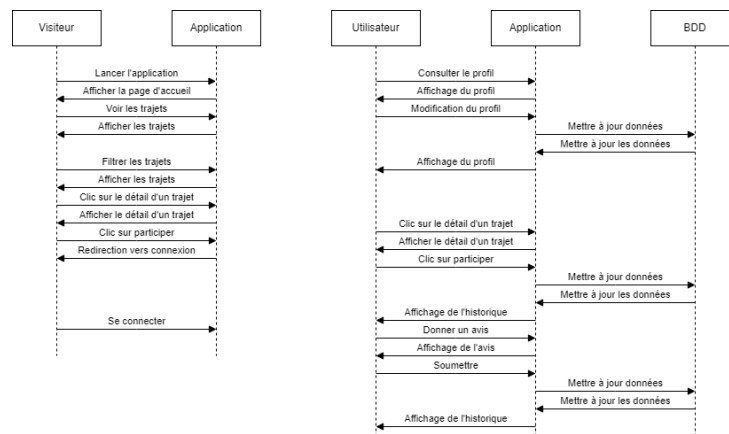 Visiteur
Application
Lancer l'application
Afficher la page d'accueil
Voir les trajets
Afficher les trajets
Filtrer les trajets
Afficher les trajets
Clic sur le détail d'un trajet
Afficher le détail d'un trajet
Clic sur participer
Redirection vers connexion
Se connecter
Utilisateur
Application
BDD
Consulter le profil
Affichage du profil
Modification du profil
Mettre à jour données
Mettre à jour les données
Affichage du profil
Clic sur le détail d'un trajet
Afficher le détail d'un trajet
Clic sur participer
Mettre à jour données
Mettre à jour les données
Affichage de l'historique
Donner un avis
Affichage de l'avis
Soumettre
Mettre à jour données
Mettre à jour les données
Affichage de l'historique